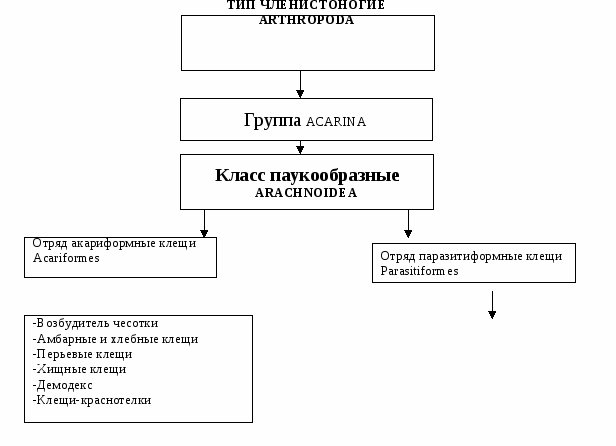 ТИП ЧЛЕНИСТОНОГИЕ
ARTHROPODA
Группа ACARINA
Класс паукообразные
ARACHNOIDEA
Отряд акариформные клещи
Acariformes
Отряд паразитиформные клещи
Parasitiformes
-Возбудитель чесотки
-Амбарные и хлебные клещи
-Перьевые клещи
-Хищные клещи
-Демодекс
-Клещи-краснотелки